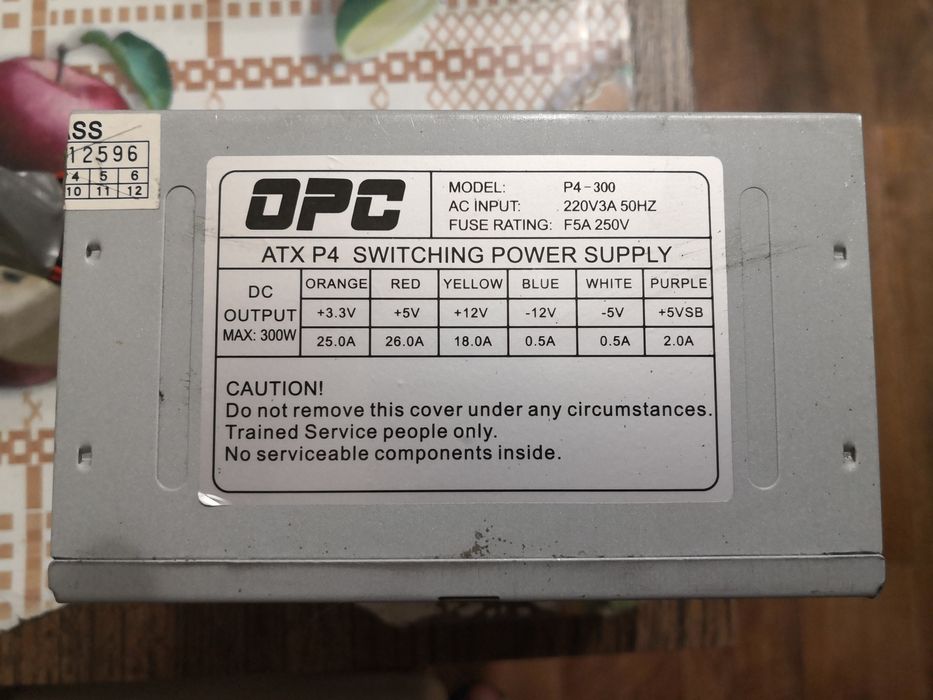 ASS
12596
4 5 6
10 11 12
OPC
MODEL: P4-300
AC INPUT: 220V3A 50HZ
FUSE RATING: F5A 250V
ATX P4 SWITCHING POWER SUPPLY
DC OUTPUT MAX: 300W
ORANGE RED YELLOW BLUE WHITE PURPLE
+3.3V +5V +12V -12V -5V +5VSB
25.0A 26.0A 18.0A 0.5A 0.5A 2.0A
CAUTION!
Do not remove this cover under any circumstances.
Trained Service people only.
No serviceable components inside.